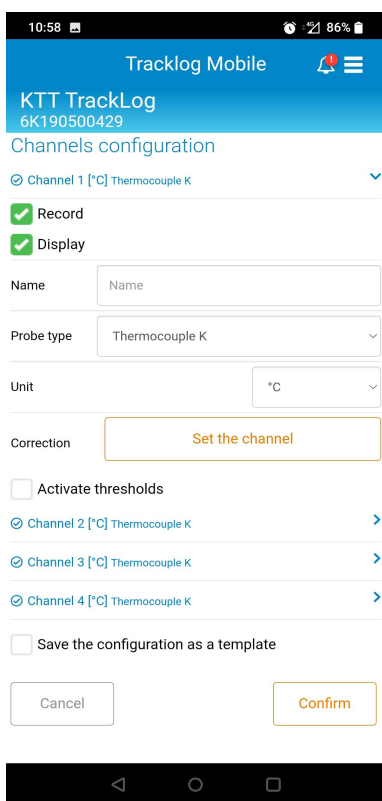 10:58 4G 86%
Tracklog Mobile
KTT TrackLog
6K190500429
Channels configuration
Channel 1 [°C] Thermocouple K
Record
Display
Name Name
Probe type Thermocouple K
Unit °C
Correction Set the channel
Activate thresholds
Channel 2 [°C] Thermocouple K
Channel 3 [°C] Thermocouple K
Channel 4 [°C] Thermocouple K
Save the configuration as a template
Cancel Confirm